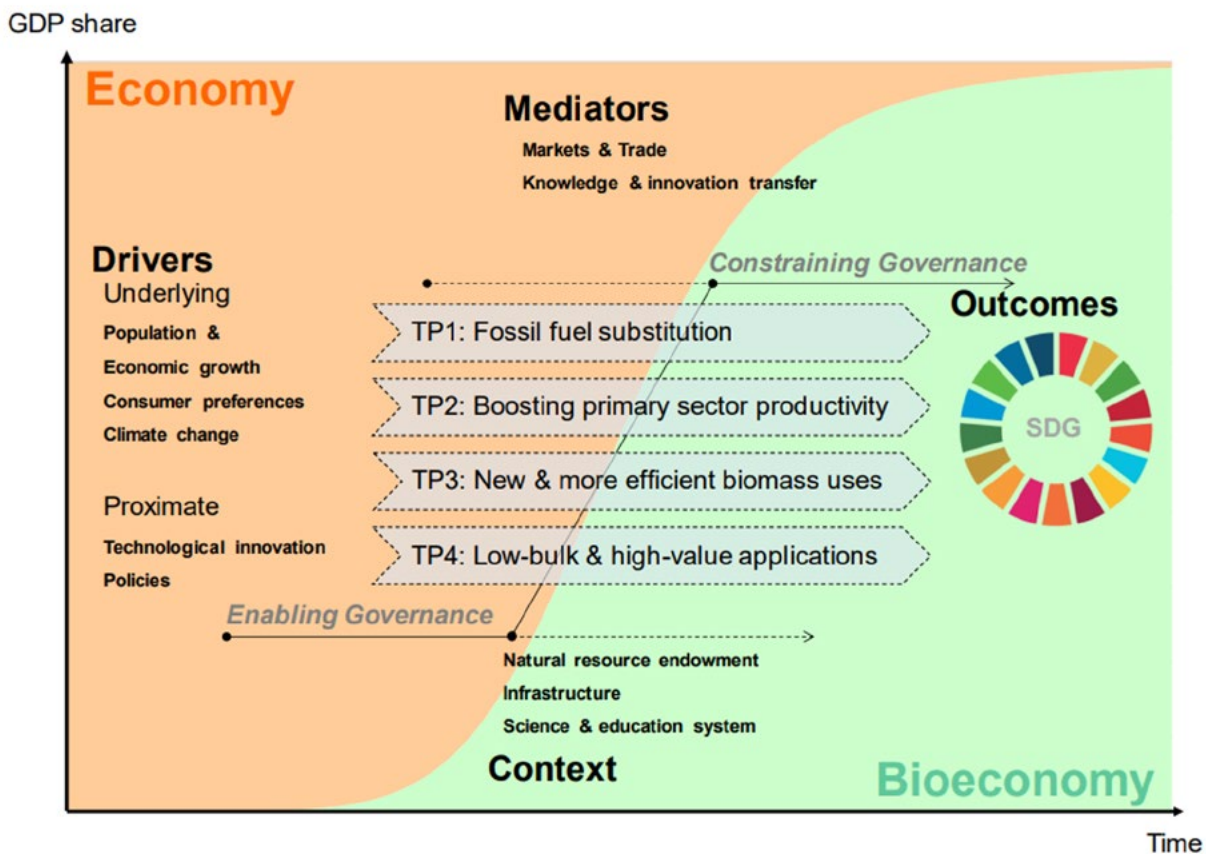 GDP share
Economy
Mediators
Markets & Trade
Knowledge & innovation transfer
Drivers
Underlying
Population &
Economic growth
Consumer preferences
Climate change
Proximate
Technological innovation
Policies
Constraining Governance
TP1: Fossil fuel substitution
TP2: Boosting primary sector productivity
TP3: New & more efficient biomass uses
TP4: Low-bulk & high-value applications
Outcomes
SDG
Enabling Governance
Natural resource endowment
Infrastructure
Science & education system
Context
Bioeconomy
Time